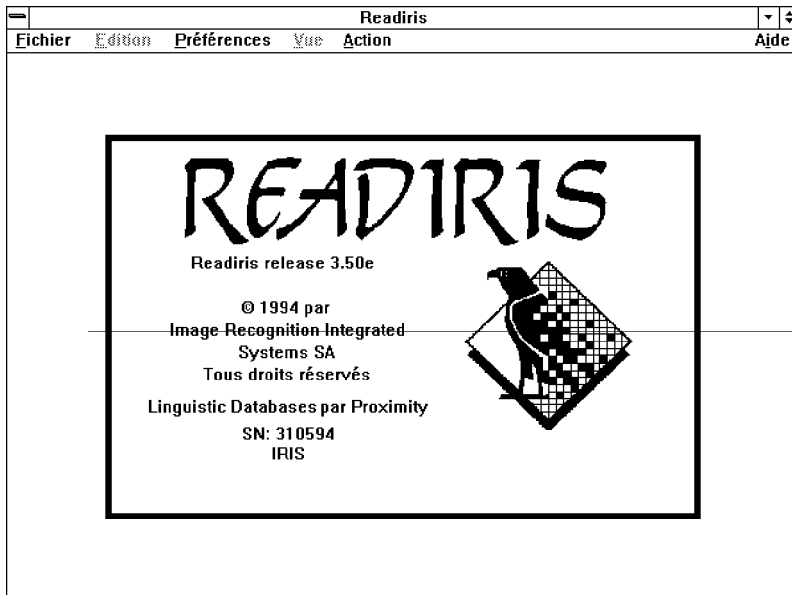 Readiris
Fichier Edition Préférences Vue Action Aide
READIRIS
Readiris release 3.50e
© 1994 par
Image Recognition Integrated
Systems SA
Tous droits réservés
Linguistic Databases par Proximity
SN: 310594
IRIS